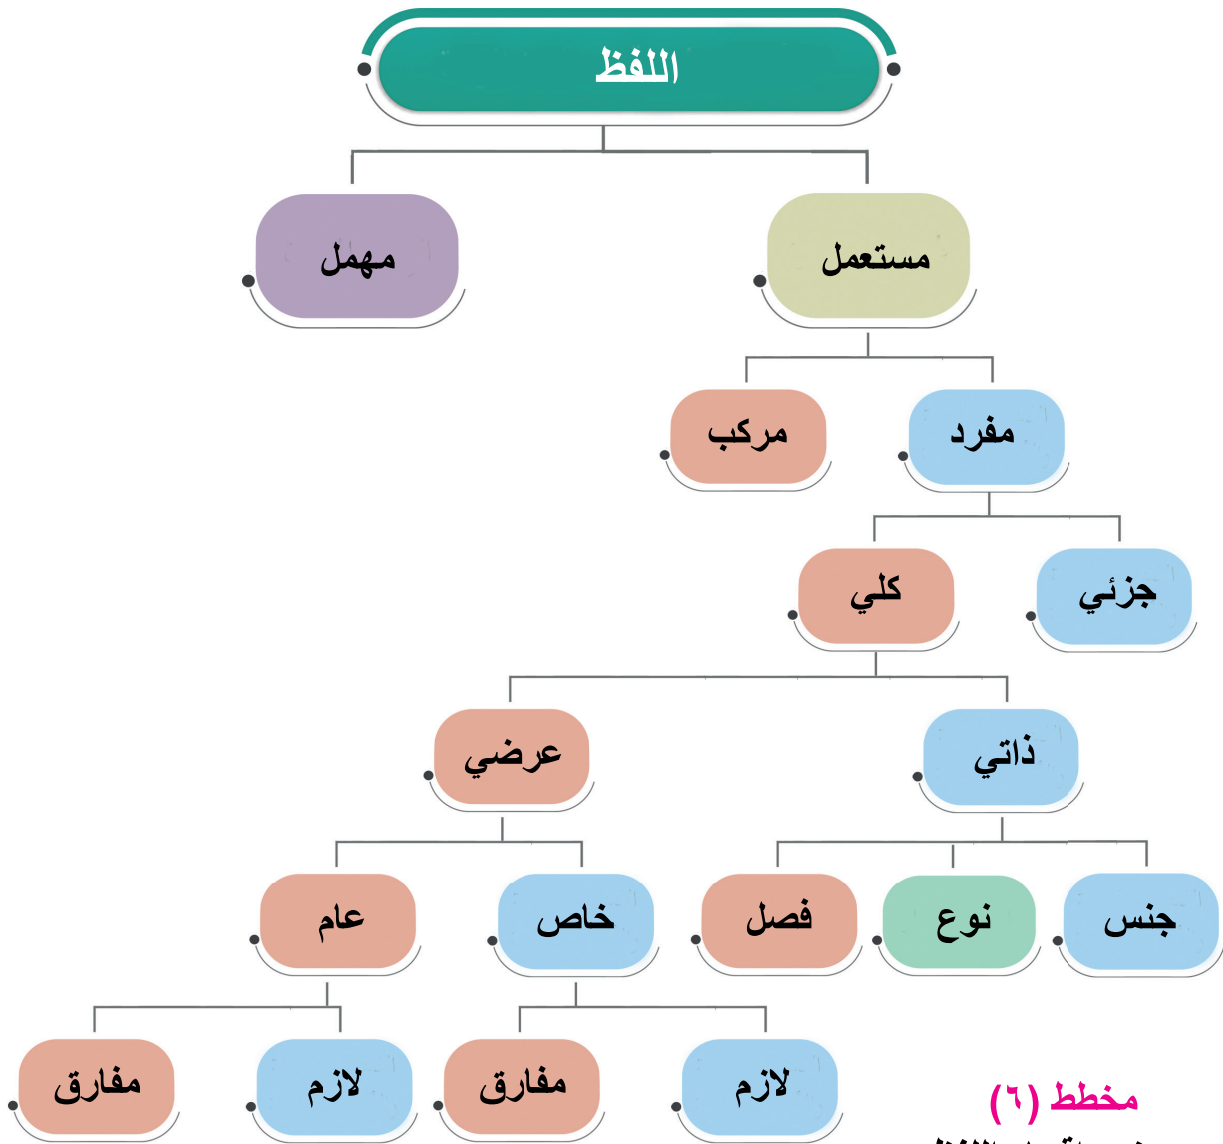 اللفظ
مستعمل مهمل
مفرد مركب
جزئي كلي
ذاتي عرضي
جنس نوع فصل خاص عام
لازم مفارق لازم مفارق
مخطط (٦)
اللفظ